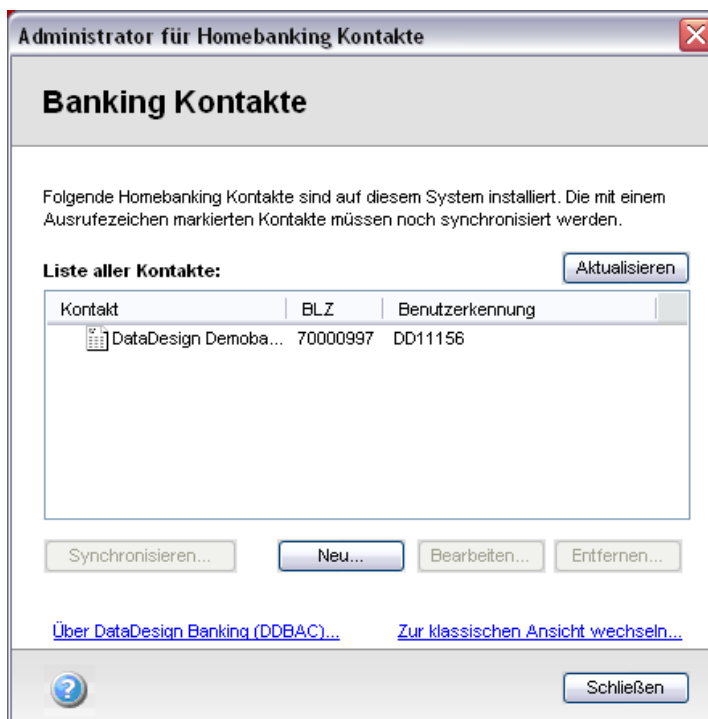 Administrator für Homebanking Kontakte
Banking Kontakte
Folgende Homebanking Kontakte sind auf diesem System installiert. Die mit einem
Ausrufezeichen markierten Kontakte müssen noch synchronisiert werden.
Liste aller Kontakte: Aktualisieren
Kontakt BLZ Benutzerkennung
DataDesign Demoba... 70000997 DD11156
Synchronisieren... Neu... Bearbeiten... Entfernen...
Über DataDesign Banking (DDBAC)... Zur klassischen Ansicht wechseln...
? Schließen